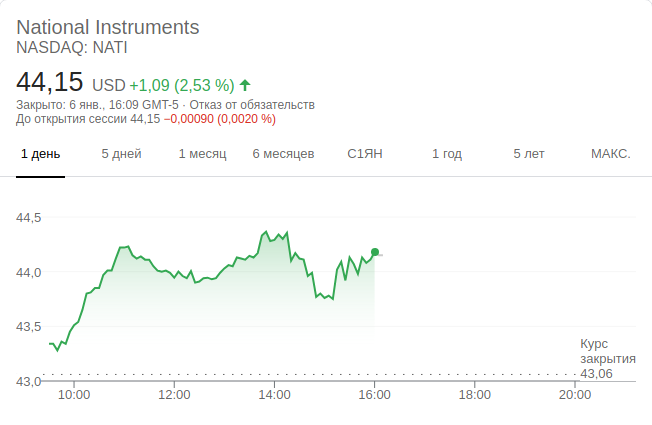 National Instruments
NASDAQ: NATI
44,15 USD +1,09 (2,53 %)
Закрыто: 6 янв., 16:09 GMT-5 · Отказ от обязательств
До открытия сессии 44,15 −0,00090 (0,0020 %)
1 день 5 дней 1 месяц 6 месяцев С1ЯН 1 год 5 лет МАКС.
44,5
44,0
43,5
Курс
закрытия
43,06
43,0
10:00 12:00 14:00 16:00 18:00 20:00